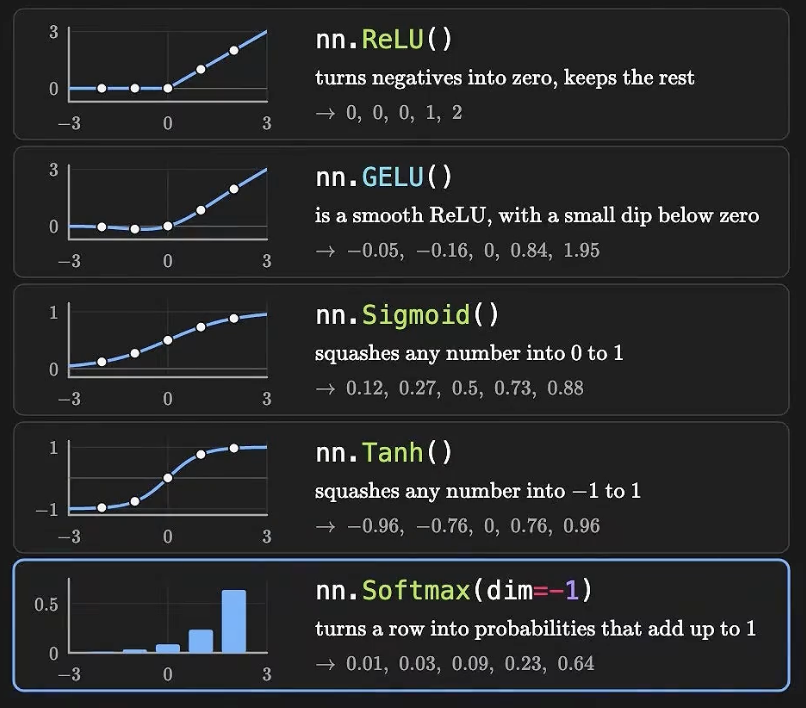 3
0
−3 0 3
nn.ReLU()
turns negatives into zero, keeps the rest
→ 0, 0, 0, 1, 2
3
0
−3 0 3
nn.GELU()
is a smooth ReLU, with a small dip below zero
→ −0.05, −0.16, 0, 0.84, 1.95
1
0
−3 0 3
nn.Sigmoid()
squashes any number into 0 to 1
→ 0.12, 0.27, 0.5, 0.73, 0.88
1
−1
−3 0 3
nn.Tanh()
squashes any number into −1 to 1
→ −0.96, −0.76, 0, 0.76, 0.96
0.5
0
−3 0 3
nn.Softmax(dim=-1)
turns a row into probabilities that add up to 1
→ 0.01, 0.03, 0.09, 0.23, 0.64